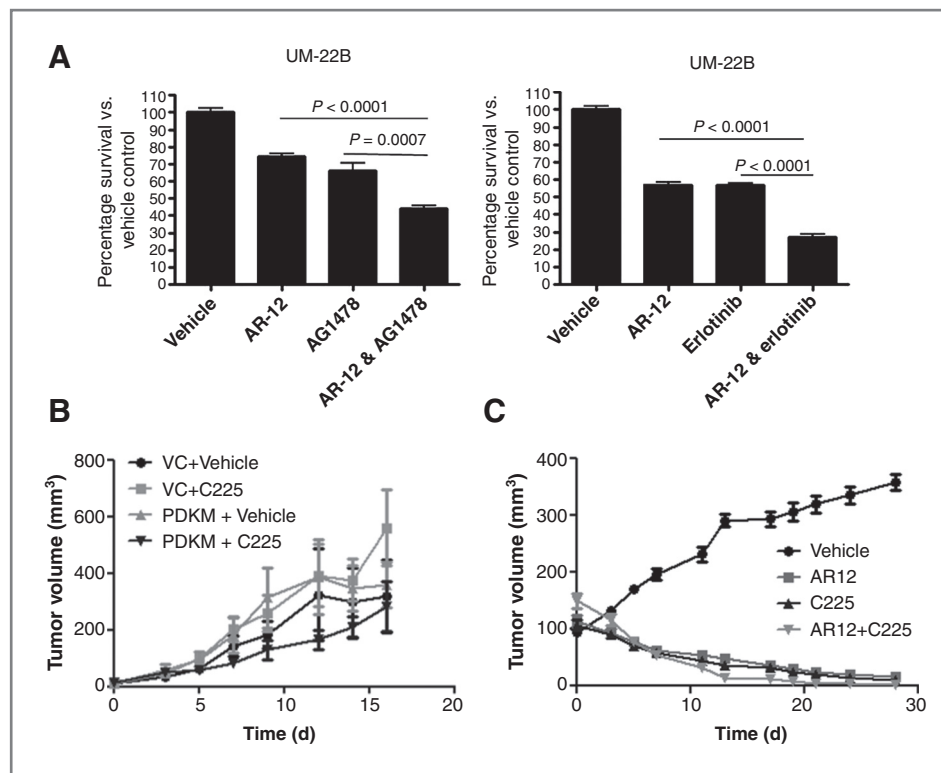 A
UM-22B
Percentage survival vs.
vehicle control
110
100
90
80
70
60
50
40
30
20
10
0
P < 0.0001
P = 0.0007
Vehicle
AR-12
AG1478
AR-12 & AG1478
UM-22B
Percentage survival vs.
vehicle control
110
100
90
80
70
60
50
40
30
20
10
0
P < 0.0001
P < 0.0001
Vehicle
AR-12
Erlotinib
AR-12 & erlotinib
B
Tumor volume (mm³)
800
600
400
200
0
VC+Vehicle
VC+C225
PDKM + Vehicle
PDKM + C225
0 5 10 15 20
Time (d)
C
Tumor volume (mm³)
400
300
200
100
0
Vehicle
AR12
C225
AR12+C225
0 10 20 30
Time (d)